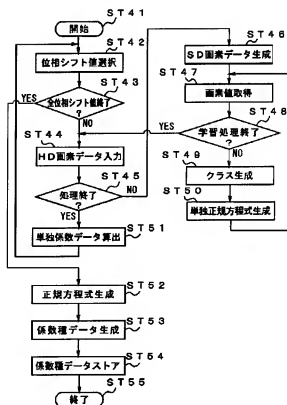 ST41
開始
ST42
位相シフト値選択
ST43
全位相シフト値終了
?
YES
NO
ST44
HD画素データ入力
ST45
処理終了
?
NO
YES
ST51
単独係数データ算出
ST52
正規方程式生成
ST53
係数種データ生成
ST54
係数種データストア
ST55
終了
ST46
SD画素データ生成
ST47
画素値取得
ST48
学習処理終了
?
YES
NO
ST49
クラス生成
ST50
単独正規方程式生成